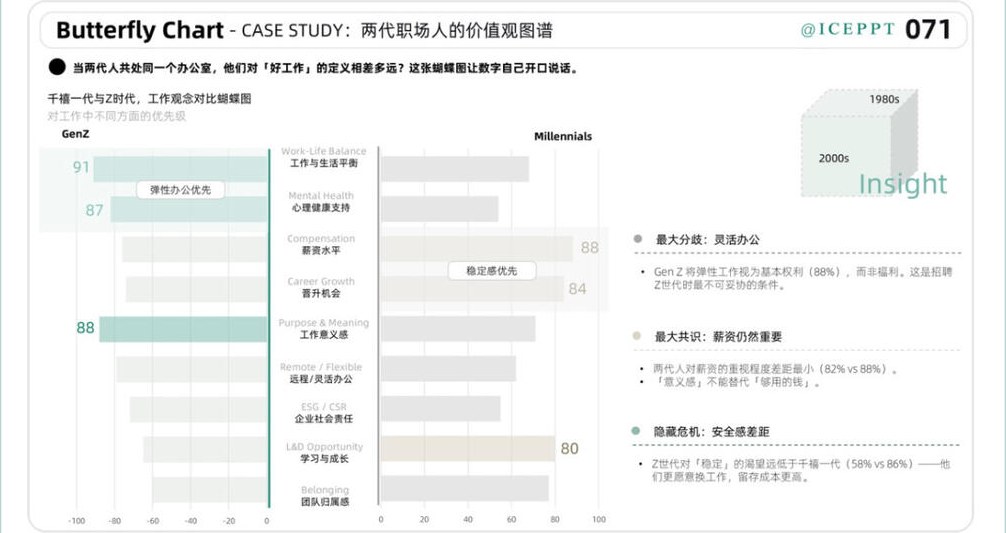 Butterfly Chart - CASE STUDY：两代职场人的价值观图谱
@ICEPPT 071
当两代人共处同一个办公室，他们对「好工作」的定义相差多远？这张蝴蝶图让数字自己开口说话。
千禧一代与Z时代，工作观念对比蝴蝶图
对工作中不同方面的优先级
GenZ
Millennials
91
弹性办公优先
87
88
Work-Life Balance
工作与生活平衡
Mental Health
心理健康支持
Compensation
薪资水平
Career Growth
晋升机会
Purpose & Meaning
工作意义感
Remote / Flexible
远程/灵活办公
ESG / CSR
企业社会责任
L&D Opportunity
学习与成长
Belonging
团队归属感
88
稳定感优先
84
80
-100 -80 -60 -40 -20 0
0 20 40 60 80 100
1980s
2000s
Insight
最大分歧：灵活办公
• Gen Z 将弹性工作视为基本权利（88%），而非福利。这是招聘
Z世代时最不可妥协的条件。
最大共识：薪资仍然重要
• 两代人对薪资的重视程度差距最小（82% vs 88%）。
• 「意义感」不能替代「够用的钱」。
隐藏危机：安全感差距
• Z世代对「稳定」的渴望远低于千禧一代（58% vs 86%）——他
们更愿意换工作，留存成本更高。